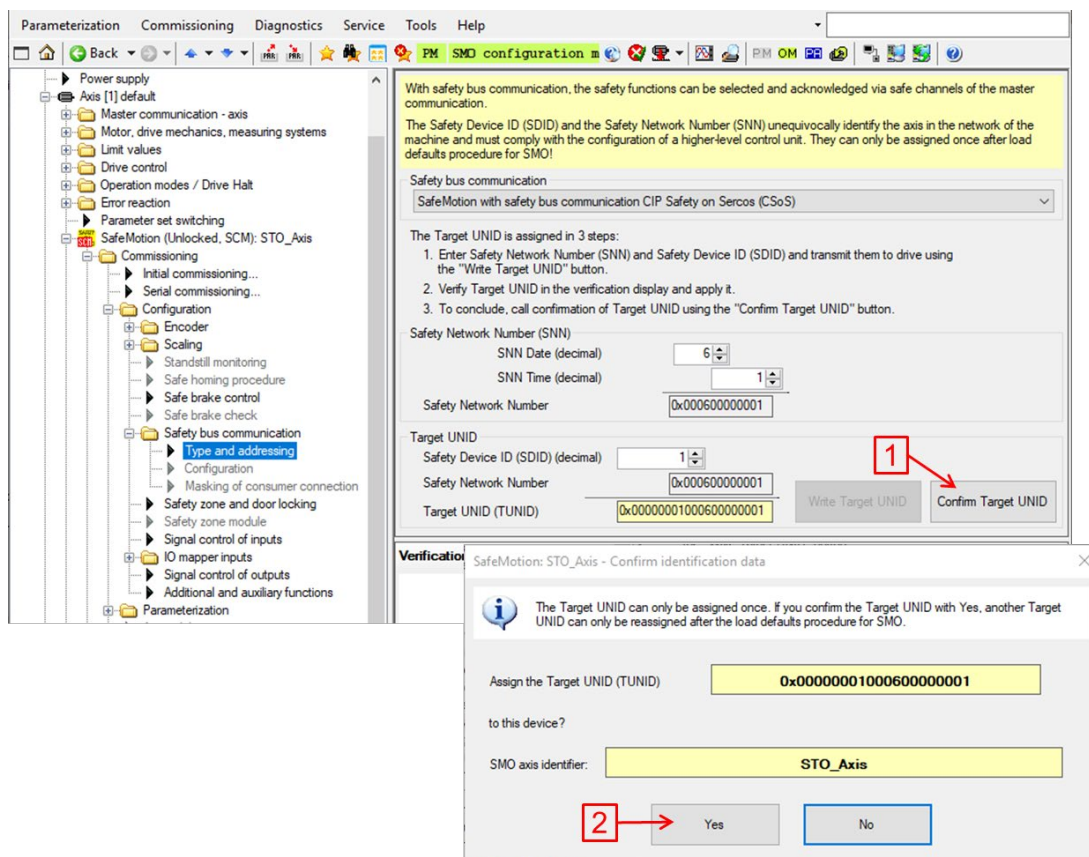 Parameterization Commissioning Diagnostics Service Tools Help
Back PM SMO configuration m PM OM
Power supply
Axis [1] default
Master communication - axis
Motor, drive mechanics, measuring systems
Limit values
Drive control
Operation modes / Drive Halt
Error reaction
Parameter set switching
SafeMotion (Unlocked, SCM): STO_Axis
Commissioning
Initial commissioning...
Serial commissioning...
Configuration
Encoder
Scaling
Standstill monitoring
Safe homing procedure
Safe brake control
Safe brake check
Safety bus communication
Type and addressing
Configuration
Masking of consumer connection
Safety zone and door locking
Safety zone module
Signal control of inputs
IO mapper inputs
Signal control of outputs
Additional and auxiliary functions
Parameterization
With safety bus communication, the safety functions can be selected and acknowledged via safe channels of the master
communication.
The Safety Device ID (SDID) and the Safety Network Number (SNN) unequivocally identify the axis in the network of the
machine and must comply with the configuration of a higher-level control unit. They can only be assigned once after load
defaults procedure for SMO!
Safety bus communication
SafeMotion with safety bus communication CIP Safety on Sercos (CSoS)
The Target UNID is assigned in 3 steps:
1. Enter Safety Network Number (SNN) and Safety Device ID (SDID) and transmit them to drive using
the "Write Target UNID" button.
2. Verify Target UNID in the verification display and apply it.
3. To conclude, call confirmation of Target UNID using the "Confirm Target UNID" button.
Safety Network Number (SNN)
SNN Date (decimal) 6
SNN Time (decimal) 1
Safety Network Number 0x000600000001
Target UNID
Safety Device ID (SDID) (decimal) 1
1
Safety Network Number 0x000600000001
Write Target UNID Confirm Target UNID
Target UNID (TUNID) 0x00000001000600000001
Verification
SafeMotion: STO_Axis - Confirm identification data
The Target UNID can only be assigned once. If you confirm the Target UNID with Yes, another Target
UNID can only be reassigned after the load defaults procedure for SMO.
Assign the Target UNID (TUNID) 0x00000001000600000001
to this device?
SMO axis identifier: STO_Axis
2 Yes No